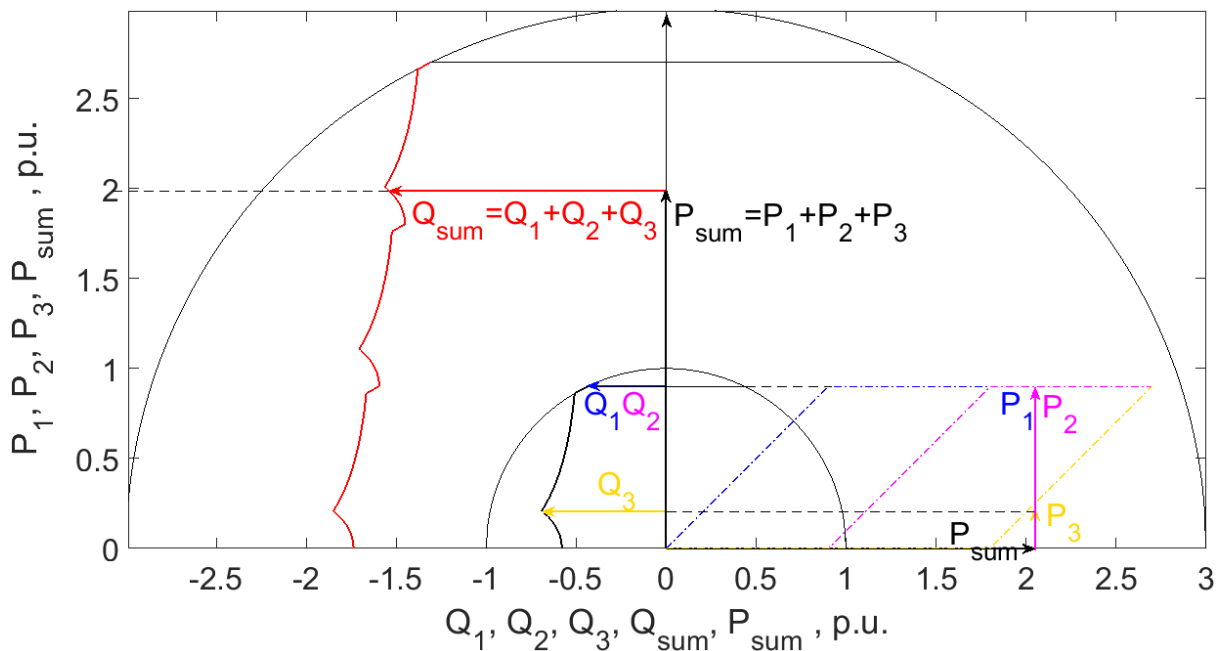 2.5
2
1.5
1
0.5
0
P1, P2, P3, Psum , p.u.
Qsum=Q1+Q2+Q3
Psum=P1+P2+P3
Q1 Q2
P1 P2
Q3
P3
Psum
-2.5 -2 -1.5 -1 -0.5 0 0.5 1 1.5 2 2.5 3
Q1, Q2, Q3, Qsum, Psum , p.u.